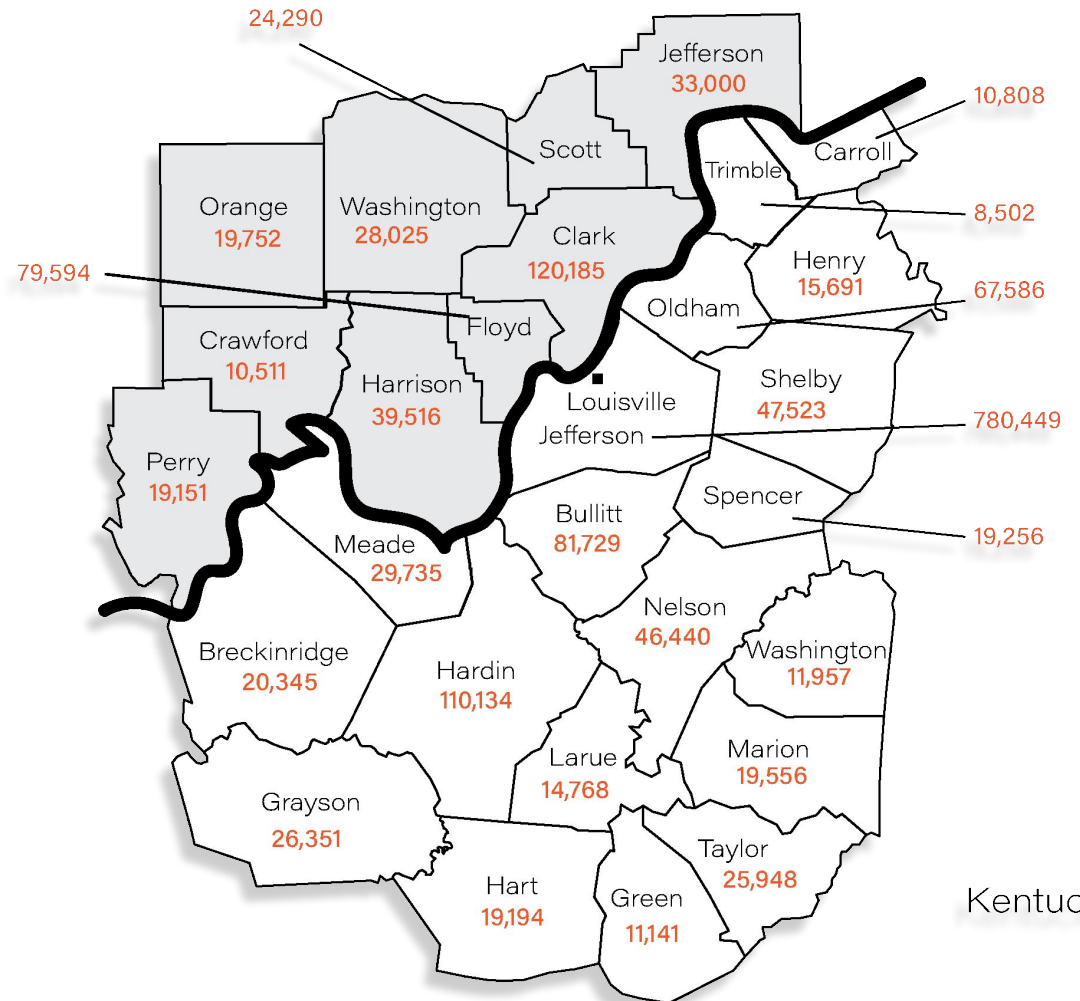 24,290
Jefferson
33,000
10,808
Scott
Carroll
Trimble
Orange
19,752
Washington
28,025
8,502
Clark
120,185
79,594
Henry
15,691
67,586
Oldham
Floyd
Crawford
10,511
Harrison
39,516
Shelby
47,523
Louisville
Jefferson
780,449
Perry
19,151
Spencer
Bullitt
81,729
19,256
Meade
29,735
Nelson
46,440
Breckinridge
20,345
Hardin
110,134
Washington
11,957
Larue
14,768
Marion
19,556
Grayson
26,351
Taylor
25,948
Hart
19,194
Green
11,141
Kentuc